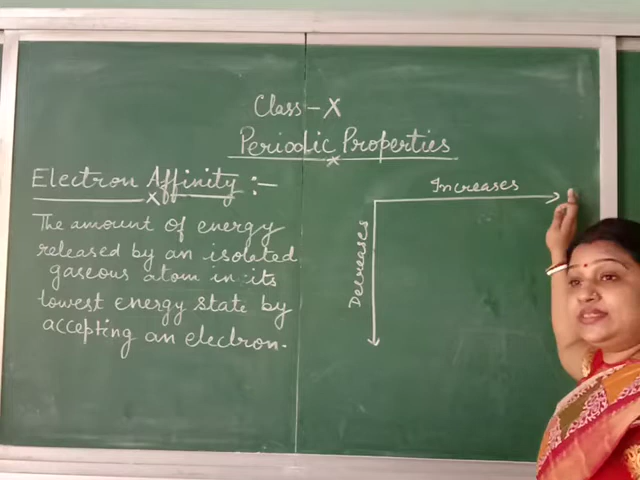 Class - X
Periodic Properties
Electron Affinity :-
The amount of energy
released by an isolated
gaseous atom in its
lowest energy state by
accepting an electron.
Increases
Decreases